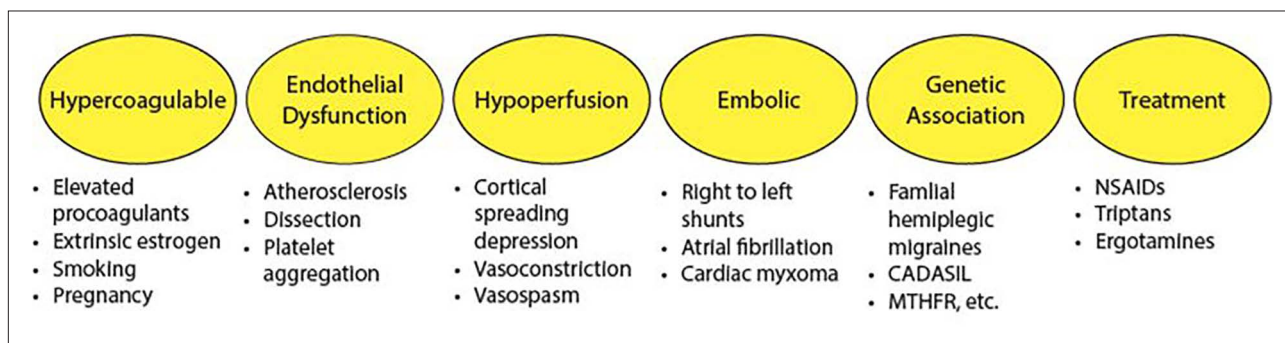 Hypercoagulable
• Elevated
procoagulants
• Extrinsic estrogen
• Smoking
• Pregnancy
Endothelial
Dysfunction
• Atherosclerosis
• Dissection
• Platelet
aggregation
Hypoperfusion
• Cortical
spreading
depression
• Vasoconstriction
• Vasospasm
Embolic
• Right to left
shunts
• Atrial fibrillation
• Cardiac myxoma
Genetic
Association
• Famlial
hemiplegic
migraines
• CADASIL
• MTHFR, etc.
Treatment
• NSAIDs
• Triptans
• Ergotamines